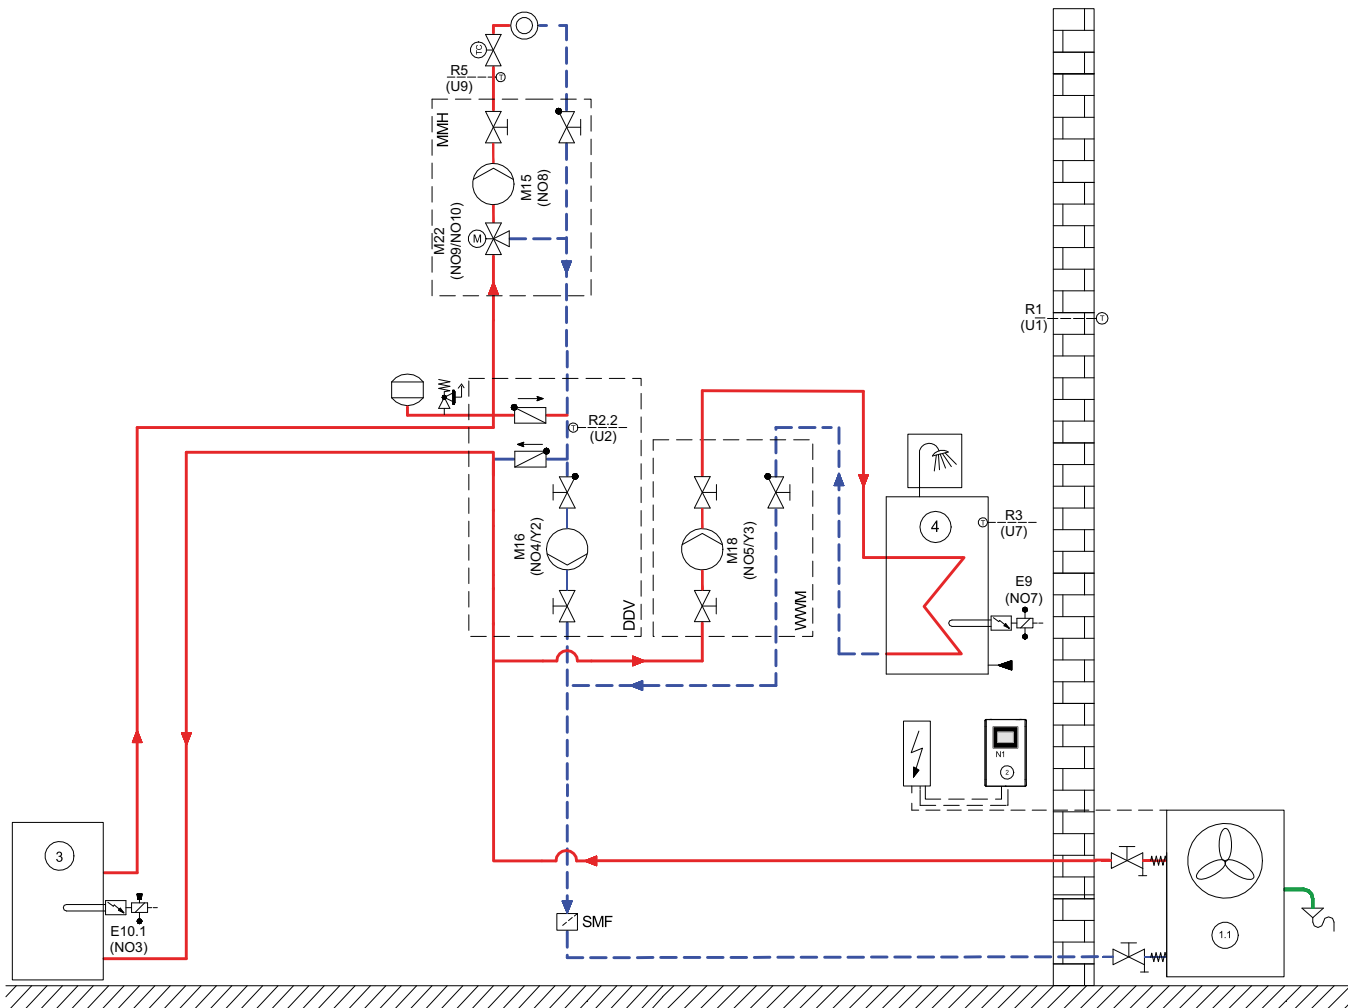 TC
R5
(U9)
T
MMH
M15
(NO8)
M
M22
(NO9/NO10)
R1
(U1)
T
R2.2
(U2)
T
M16
(NO4/Y2)
DDV
M18
(NO5/Y3)
WWM
4
R3
(U7)
T
E9
(NO7)
N1
2
3
E10.1
(NO3)
SMF
1.1